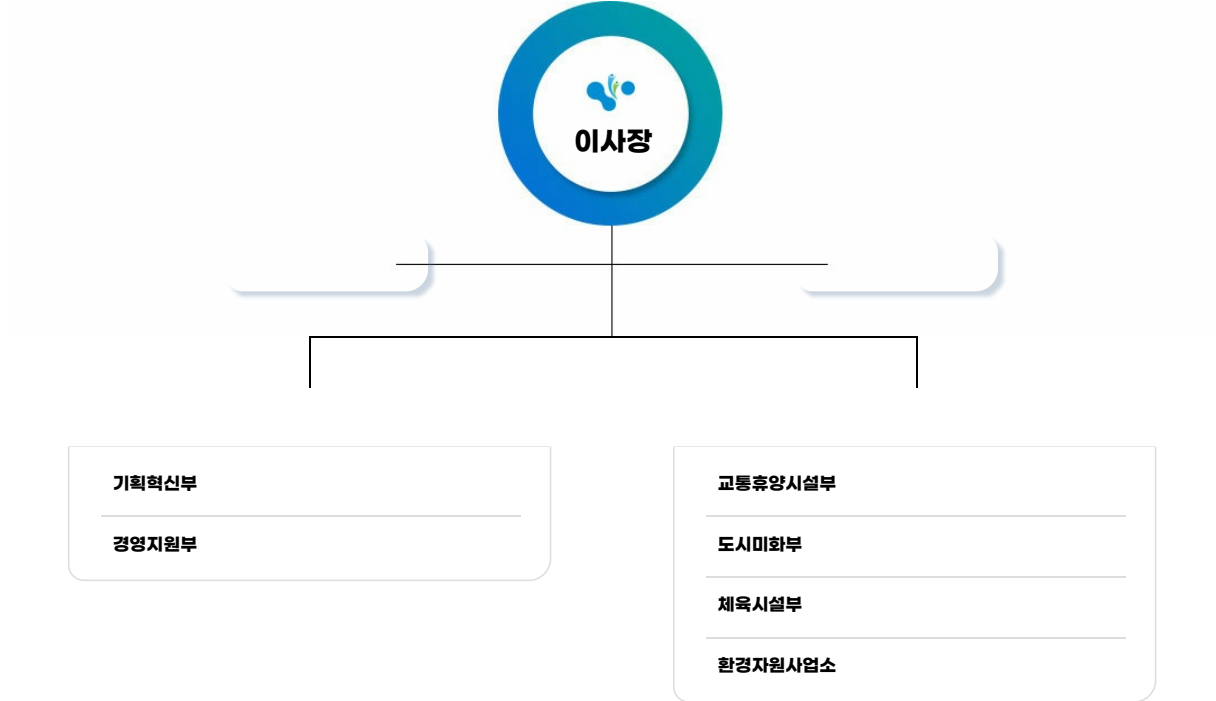 이사장
기획혁신부
경영지원부
교통휴양시설부
도시미화부
체육시설부
환경자원사업소